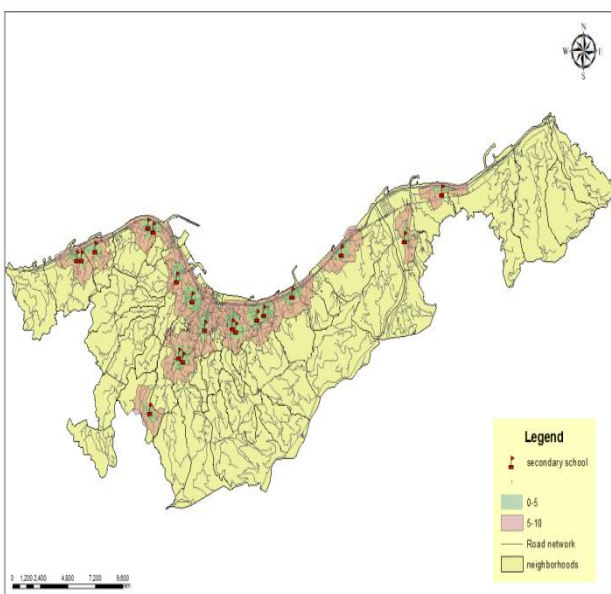 N
W E
S
Legend
secondary school
0-5
5-10
Road network
neighborhoods
0 1,200 2,400 4,800 7,200 9,600